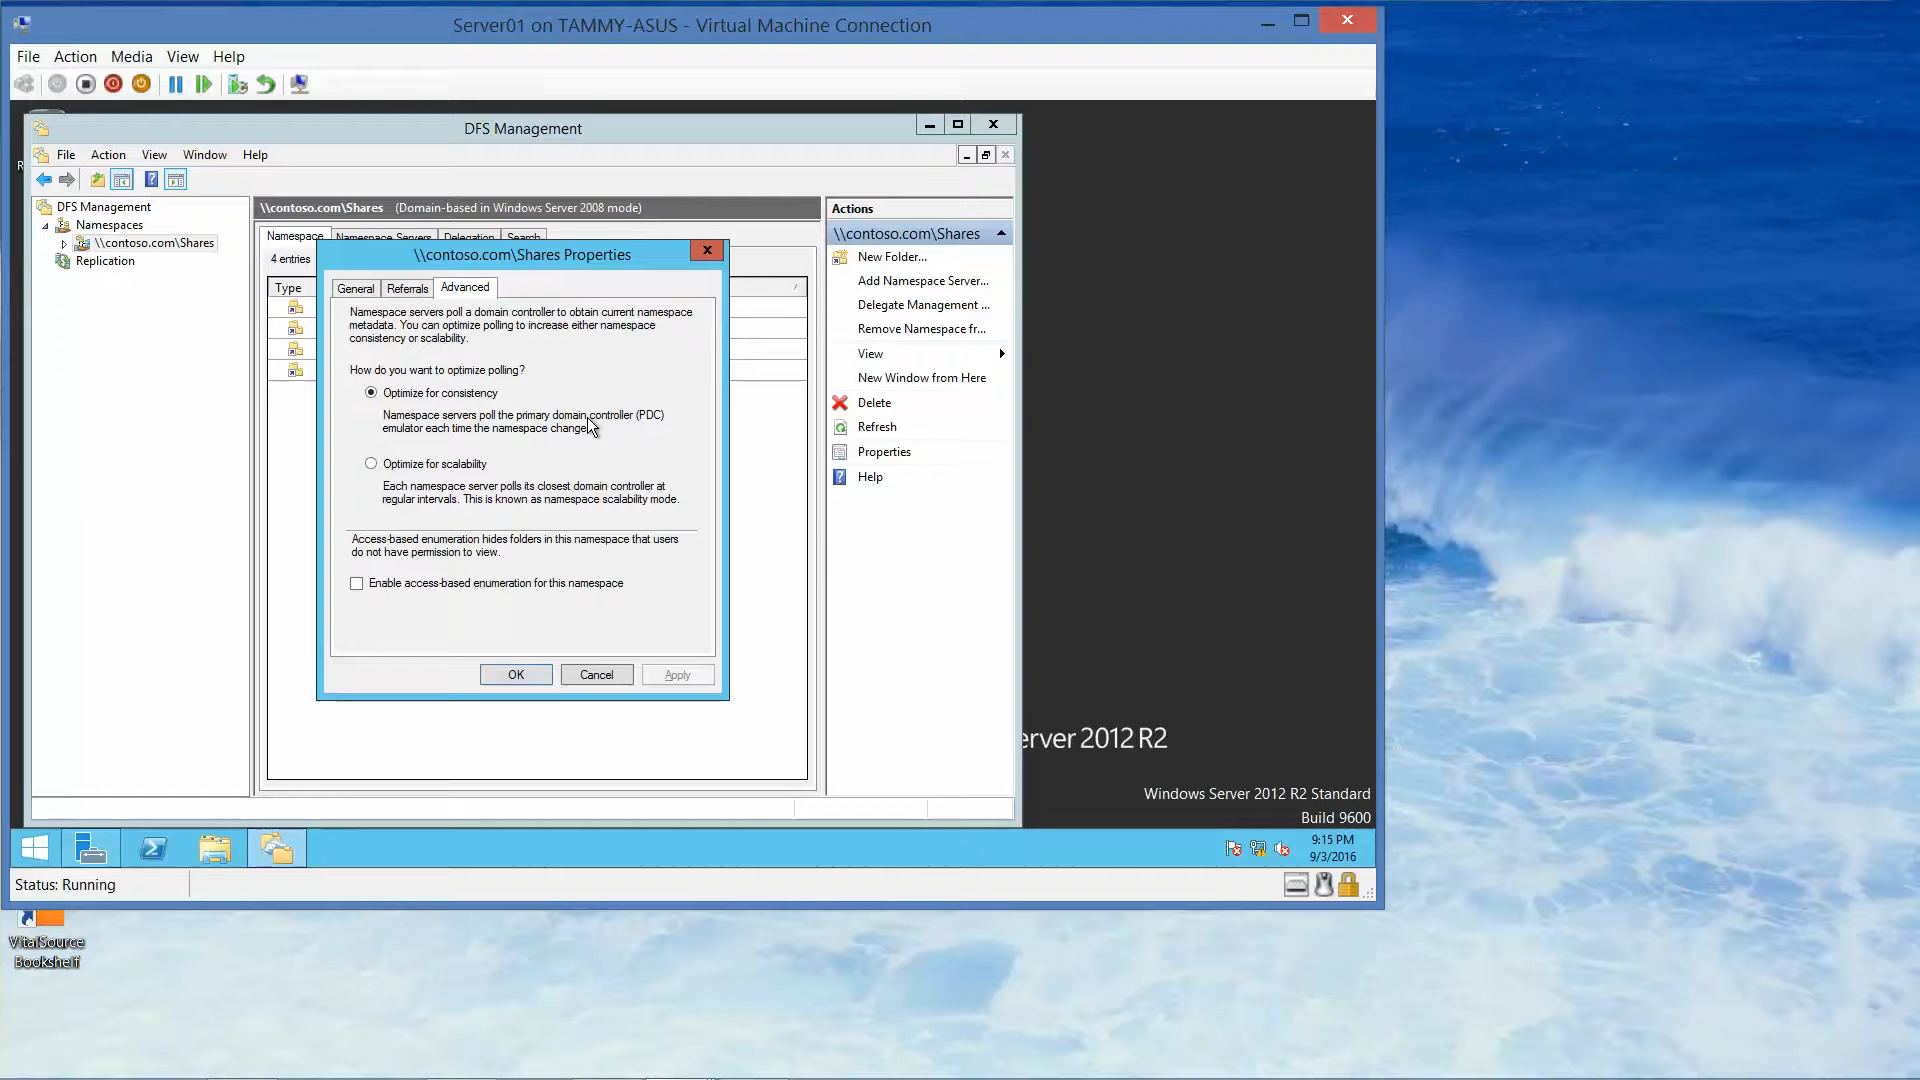 Server01 on TAMMY-ASUS - Virtual Machine Connection
File Action Media View Help
DFS Management
File Action View Window Help
DFS Management
Namespaces
\\contoso.com\Shares
Replication
\\contoso.com\Shares (Domain-based in Windows Server 2008 mode)
Namespace Namespace Servers Delegation Search
4 entries
Type
\\contoso.com\Shares Properties
General Referrals Advanced
Namespace servers poll a domain controller to obtain current namespace
metadata. You can optimize polling to increase either namespace
consistency or scalability.
How do you want to optimize polling?
Optimize for consistency
Namespace servers poll the primary domain controller (PDC)
emulator each time the namespace change
Optimize for scalability
Each namespace server polls its closest domain controller at
regular intervals. This is known as namespace scalability mode.
Access-based enumeration hides folders in this namespace that users
do not have permission to view.
Enable access-based enumeration for this namespace
OK Cancel Apply
Actions
\\contoso.com\Shares
New Folder...
Add Namespace Server...
Delegate Management ...
Remove Namespace fr...
View
New Window from Here
Delete
Refresh
Properties
Help
R
erver 2012 R2
Windows Server 2012 R2 Standard
Build 9600
9:15 PM
9/3/2016
Status: Running
VitalSource
Bookshelf